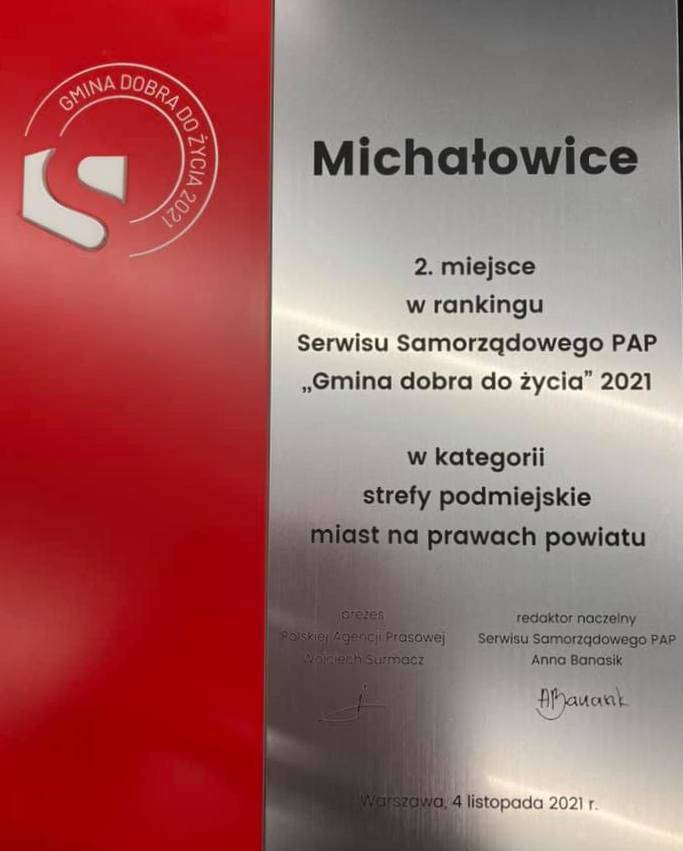 GMINA DOBRA DO ŻYCIA 2021
Michałowice
2. miejsce
w rankingu
Serwisu Samorządowego PAP
„Gmina dobra do życia” 2021
w kategorii
strefy podmiejskie
miast na prawach powiatu
prezes
Polskiej Agencji Prasowej
Wojciech Surmacz
redaktor naczelny
Serwisu Samorządowego PAP
Anna Banasik
ABanasik
Warszawa, 4 listopada 2021 r.